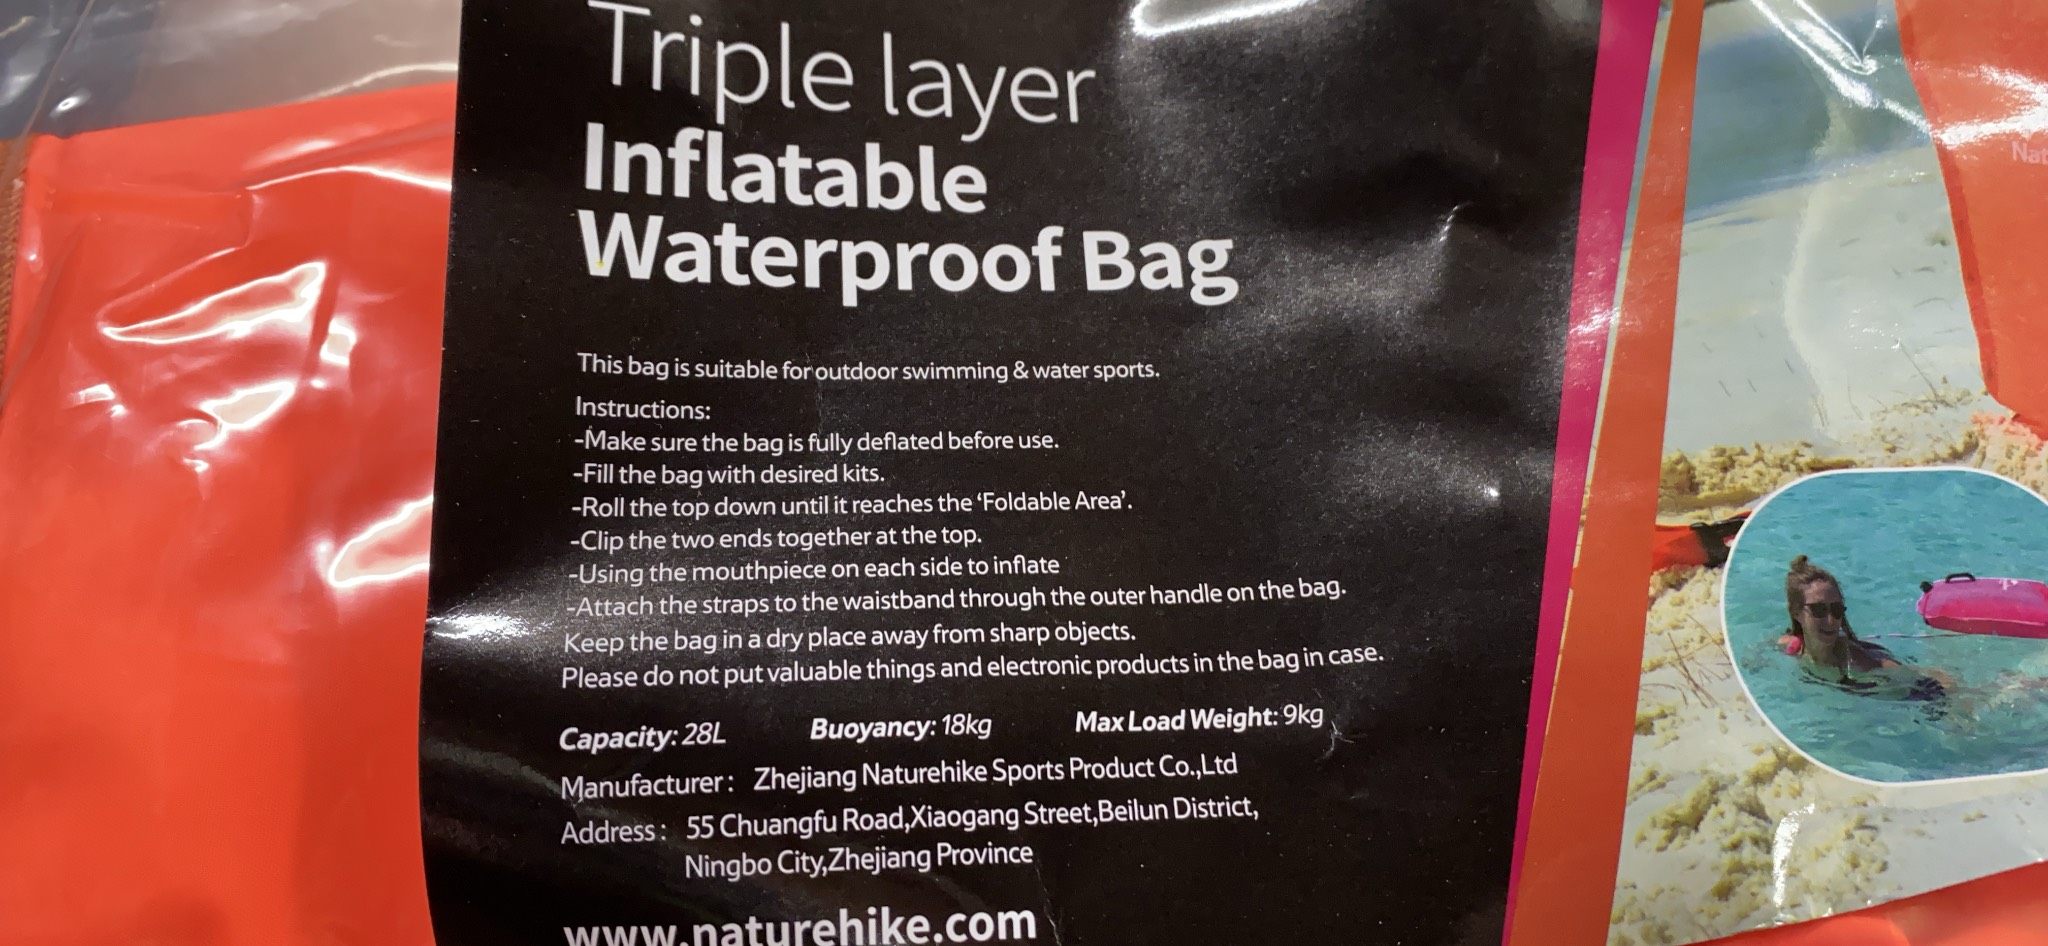 Triple layer
Inflatable
Waterproof Bag
This bag is suitable for outdoor swimming & water sports.
Instructions:
-Make sure the bag is fully deflated before use.
-Fill the bag with desired kits.
-Roll the top down until it reaches the ‘Foldable Area’.
-Clip the two ends together at the top.
-Using the mouthpiece on each side to inflate
-Attach the straps to the waistband through the outer handle on the bag.
Keep the bag in a dry place away from sharp objects.
Please do not put valuable things and electronic products in the bag in case.
Capacity: 28L Buoyancy: 18kg Max Load Weight: 9kg
Manufacturer : Zhejiang Naturehike Sports Product Co.,Ltd
Address : 55 Chuangfu Road,Xiaogang Street,Beilun District,
Ningbo City,Zhejiang Province
www.naturehike.com
Nat